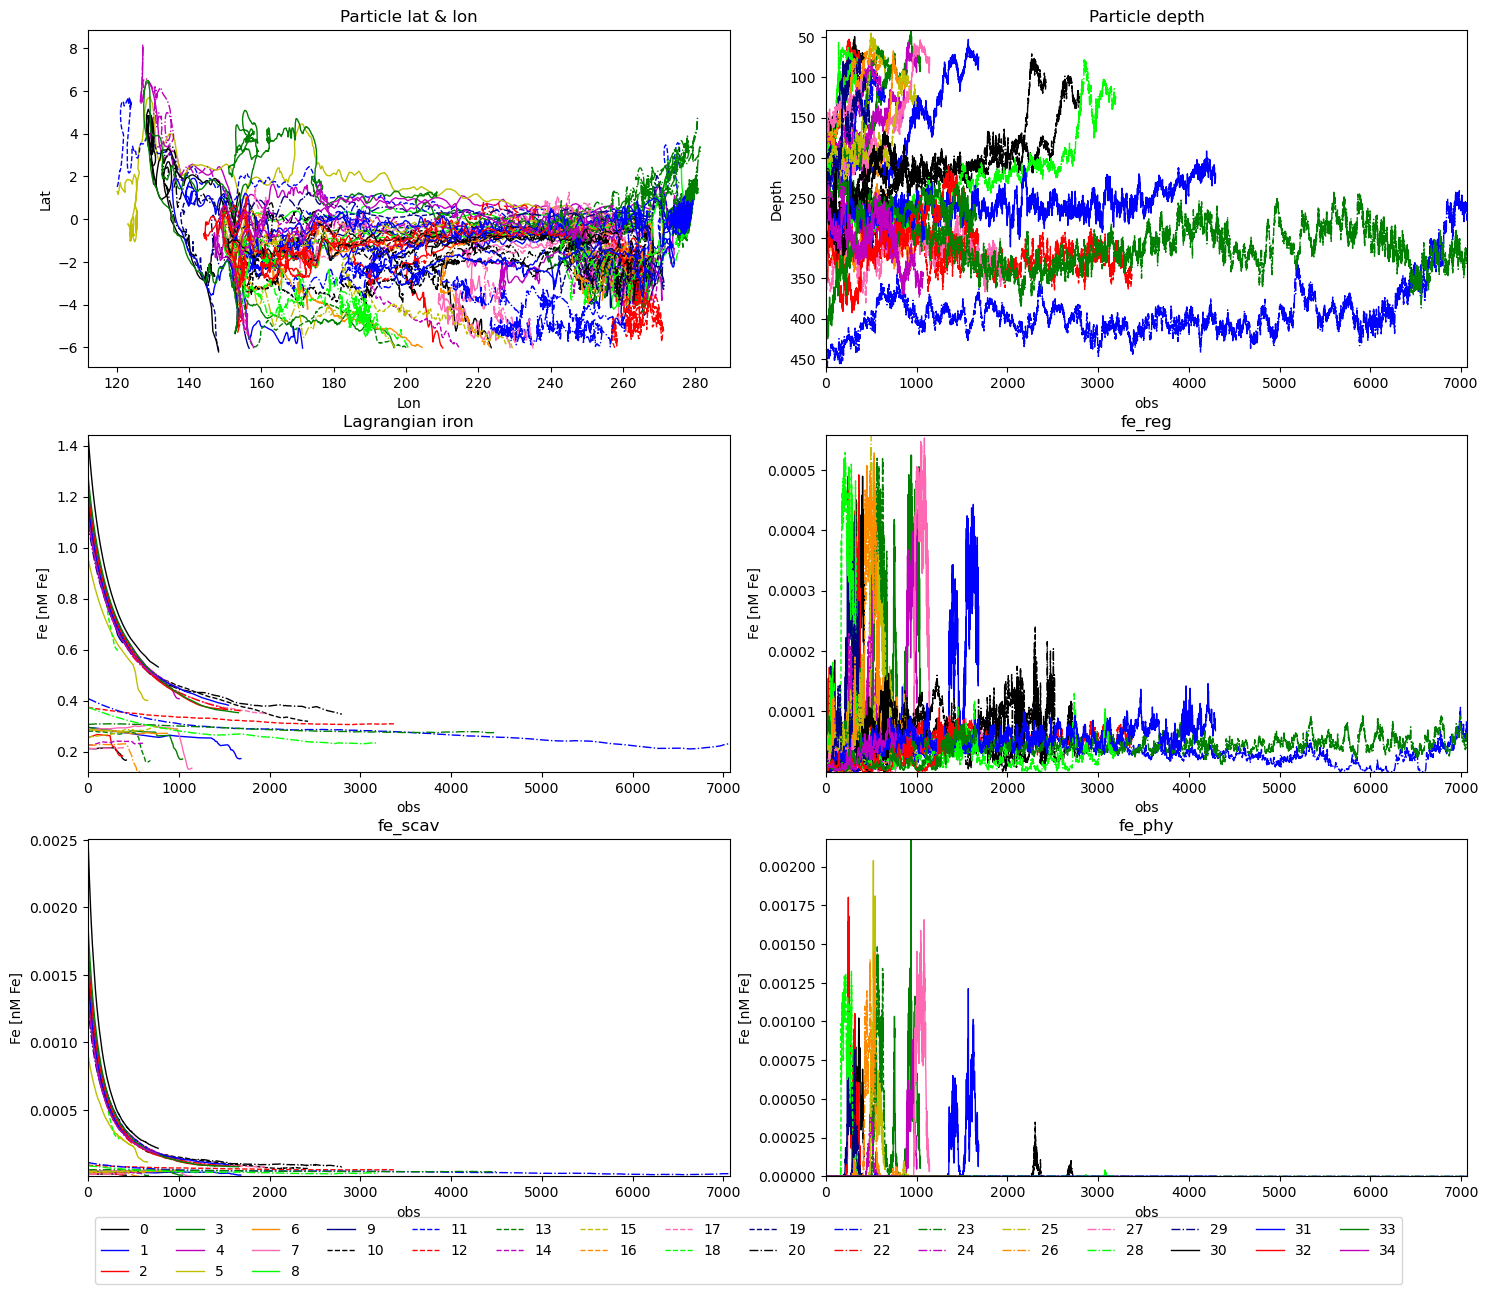 Particle lat & lon
8
6
4
2
0
−2
−4
−6
Lat
120 140 160 180 200 220 240 260 280
Lon
Particle depth
50
100
150
200
250
300
350
400
450
Depth
0 1000 2000 3000 4000 5000 6000 7000
obs
Lagrangian iron
1.4
1.2
1.0
0.8
0.6
0.4
0.2
Fe [nM Fe]
0 1000 2000 3000 4000 5000 6000 7000
obs
fe_reg
0.0005
0.0004
0.0003
0.0002
0.0001
Fe [nM Fe]
0 1000 2000 3000 4000 5000 6000 7000
obs
fe_scav
0.0025
0.0020
0.0015
0.0010
0.0005
Fe [nM Fe]
0 1000 2000 3000 4000 5000 6000 7000
obs
fe_phy
0.00200
0.00175
0.00150
0.00125
0.00100
0.00075
0.00050
0.00025
0.00000
Fe [nM Fe]
0 1000 2000 3000 4000 5000 6000 7000
obs
0 3 6 9 11 13 15 17 19 21 23 25 27 29 31 33
1 4 7 10 12 14 16 18 20 22 24 26 28 30 32 34
2 5 8